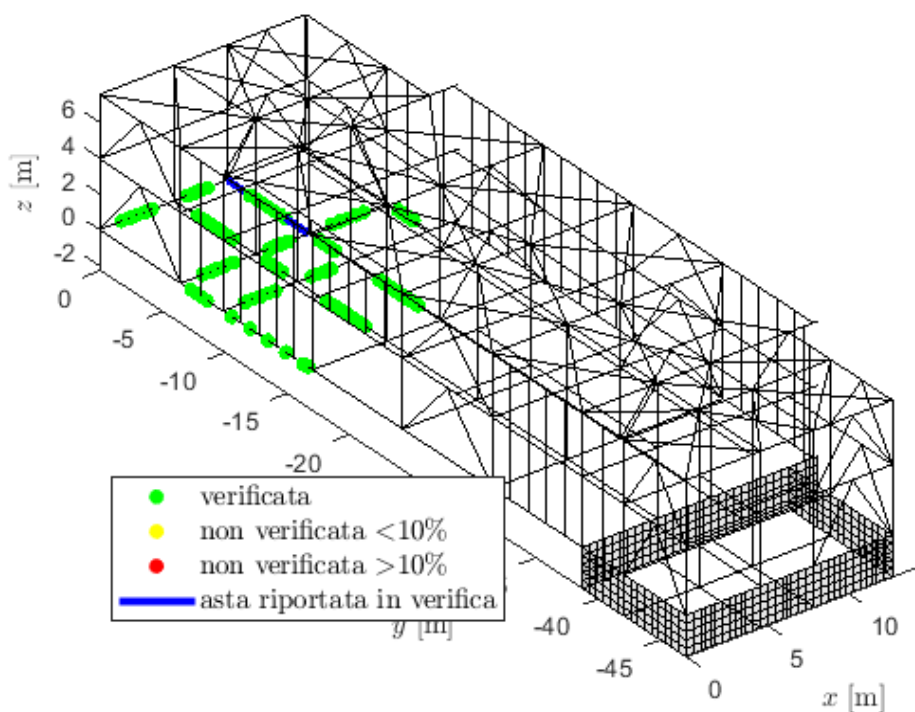 6
4
2
0
-2
z [m]
0
-5
-10
-15
-20
-40
-45
y [m]
0
5
10
x [m]
verificata
non verificata <10%
non verificata >10%
asta riportata in verifica